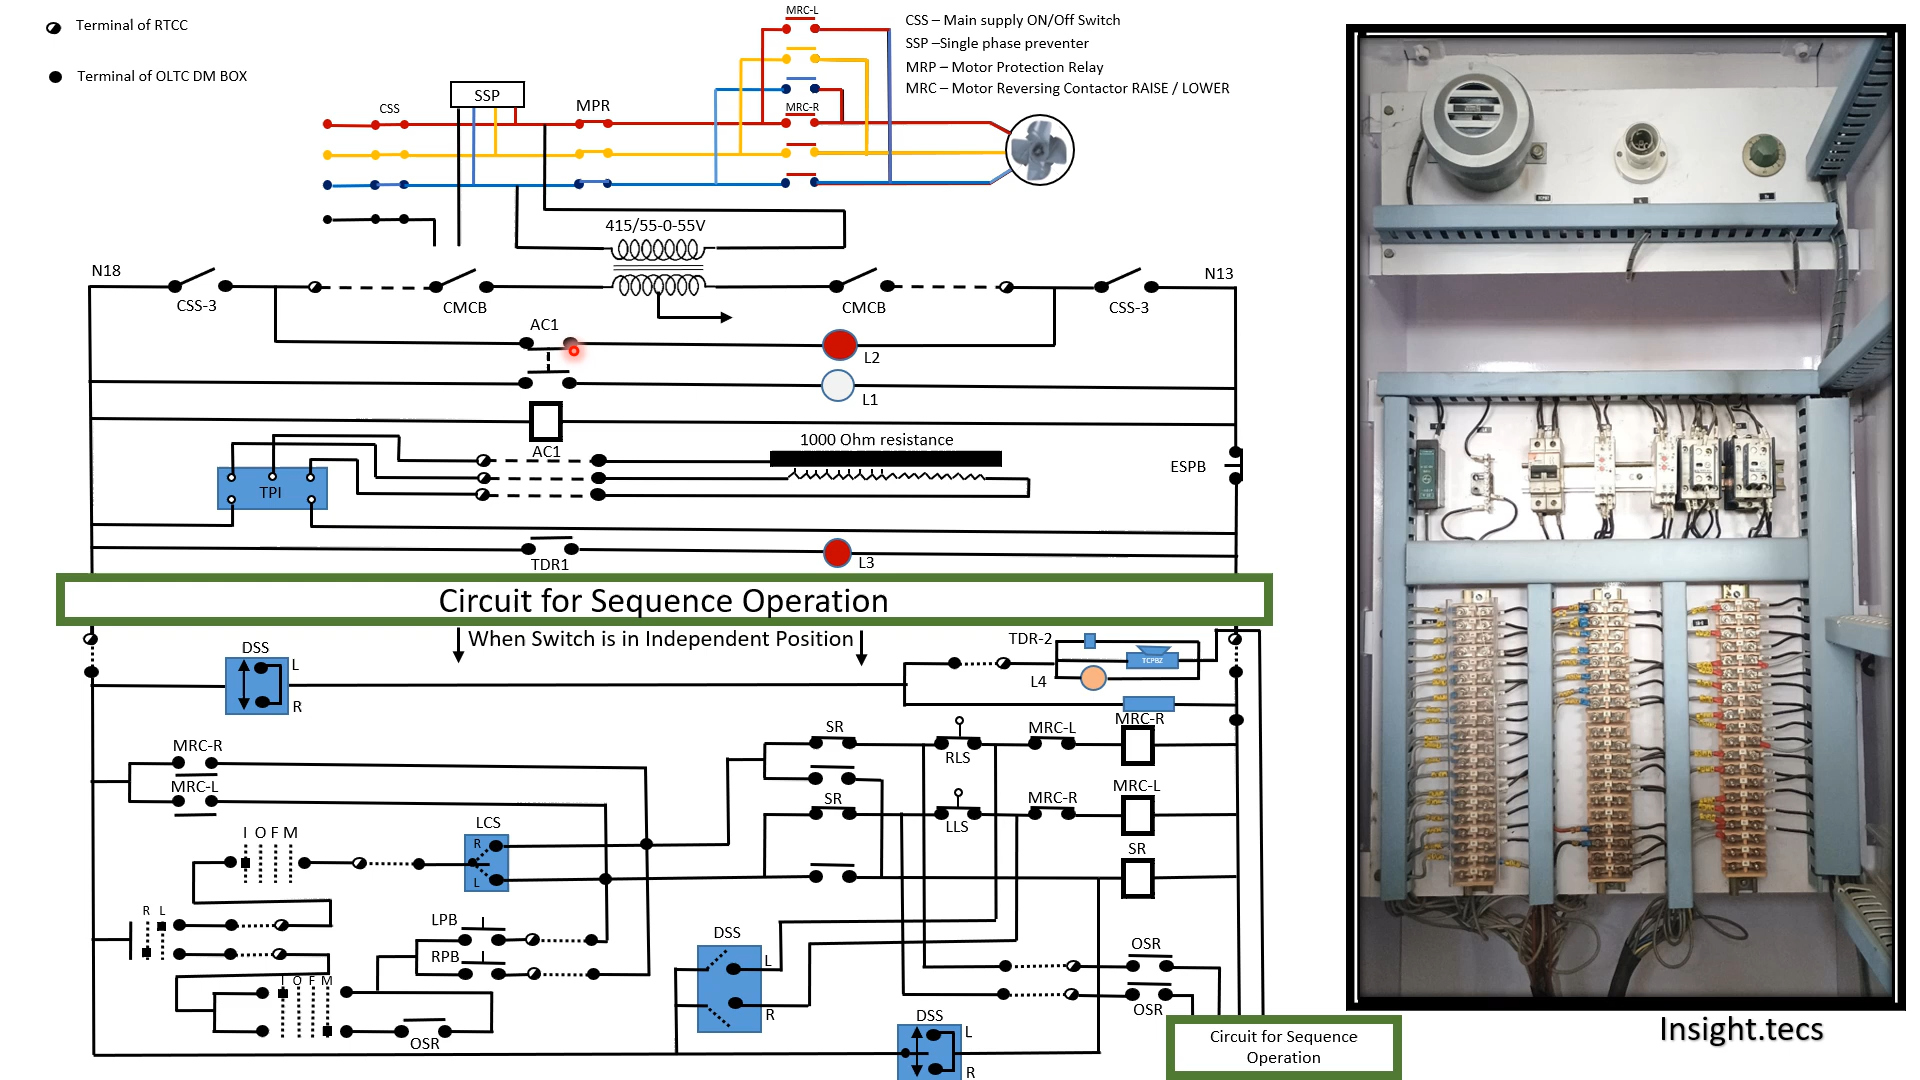 Terminal of RTCC
Terminal of OLTC DM BOX
CSS – Main supply ON/Off Switch
SSP –Single phase preventer
MRP – Motor Protection Relay
MRC – Motor Reversing Contactor RAISE / LOWER
MRC-L
SSP
CSS
MPR
MRC-R
415/55-0-55V
N18
N13
CSS-3
CMCB
CMCB
CSS-3
AC1
L2
L1
AC1
1000 Ohm resistance
TPI
ESPB
TDR1
L3
Circuit for Sequence Operation
When Switch is in Independent Position
DSS
L
R
TDR-2
TCPBZ
L4
MRC-R
SR
MRC-L
RLS
MRC-R
MRC-L
MRC-L
SR
MRC-R
LLS
LCS
R
L
SR
I O F M
R L
LPB
RPB
DSS
L
R
OSR
OSR
I O F M
OSR
DSS
L
R
Circuit for Sequence
Operation
Insight.tecs